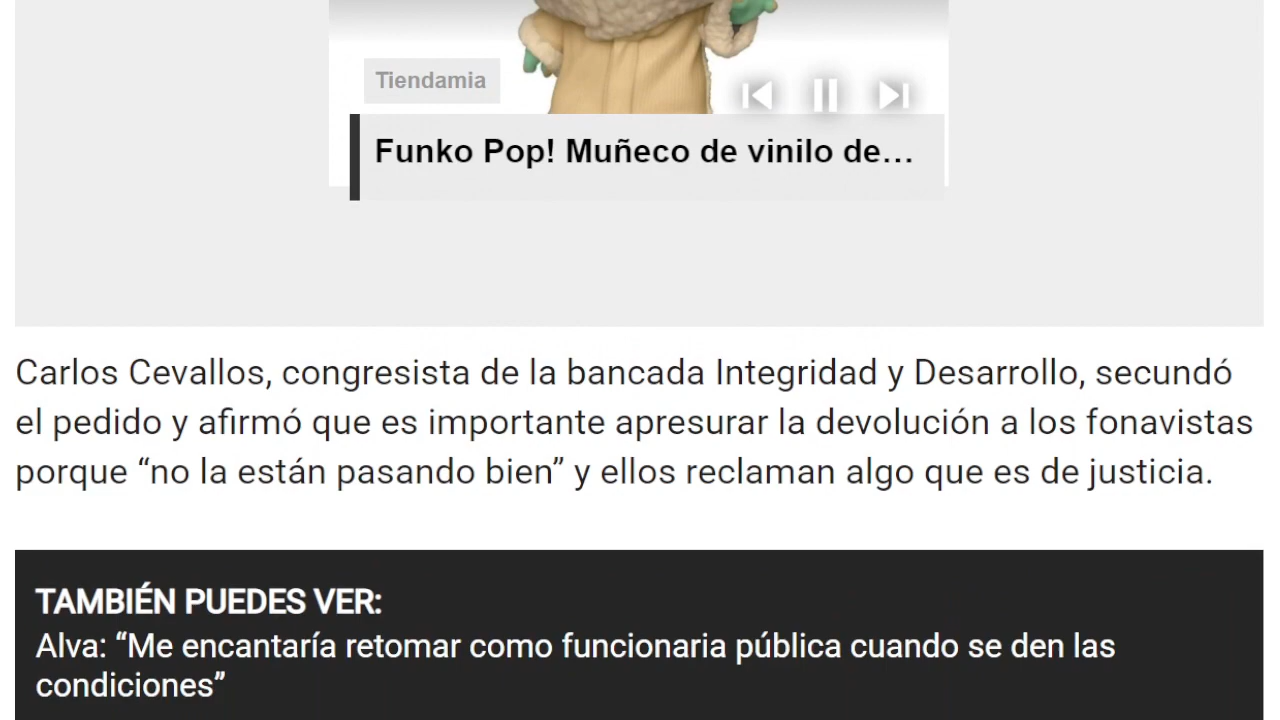 Tiendamia
Funko Pop! Muñeco de vinilo de...
Carlos Cevallos, congresista de la bancada Integridad y Desarrollo, secundó
el pedido y afirmó que es importante apresurar la devolución a los fonavistas
porque “no la están pasando bien” y ellos reclaman algo que es de justicia.
TAMBIÉN PUEDES VER:
Alva: “Me encantaría retomar como funcionaria pública cuando se den las
condiciones”